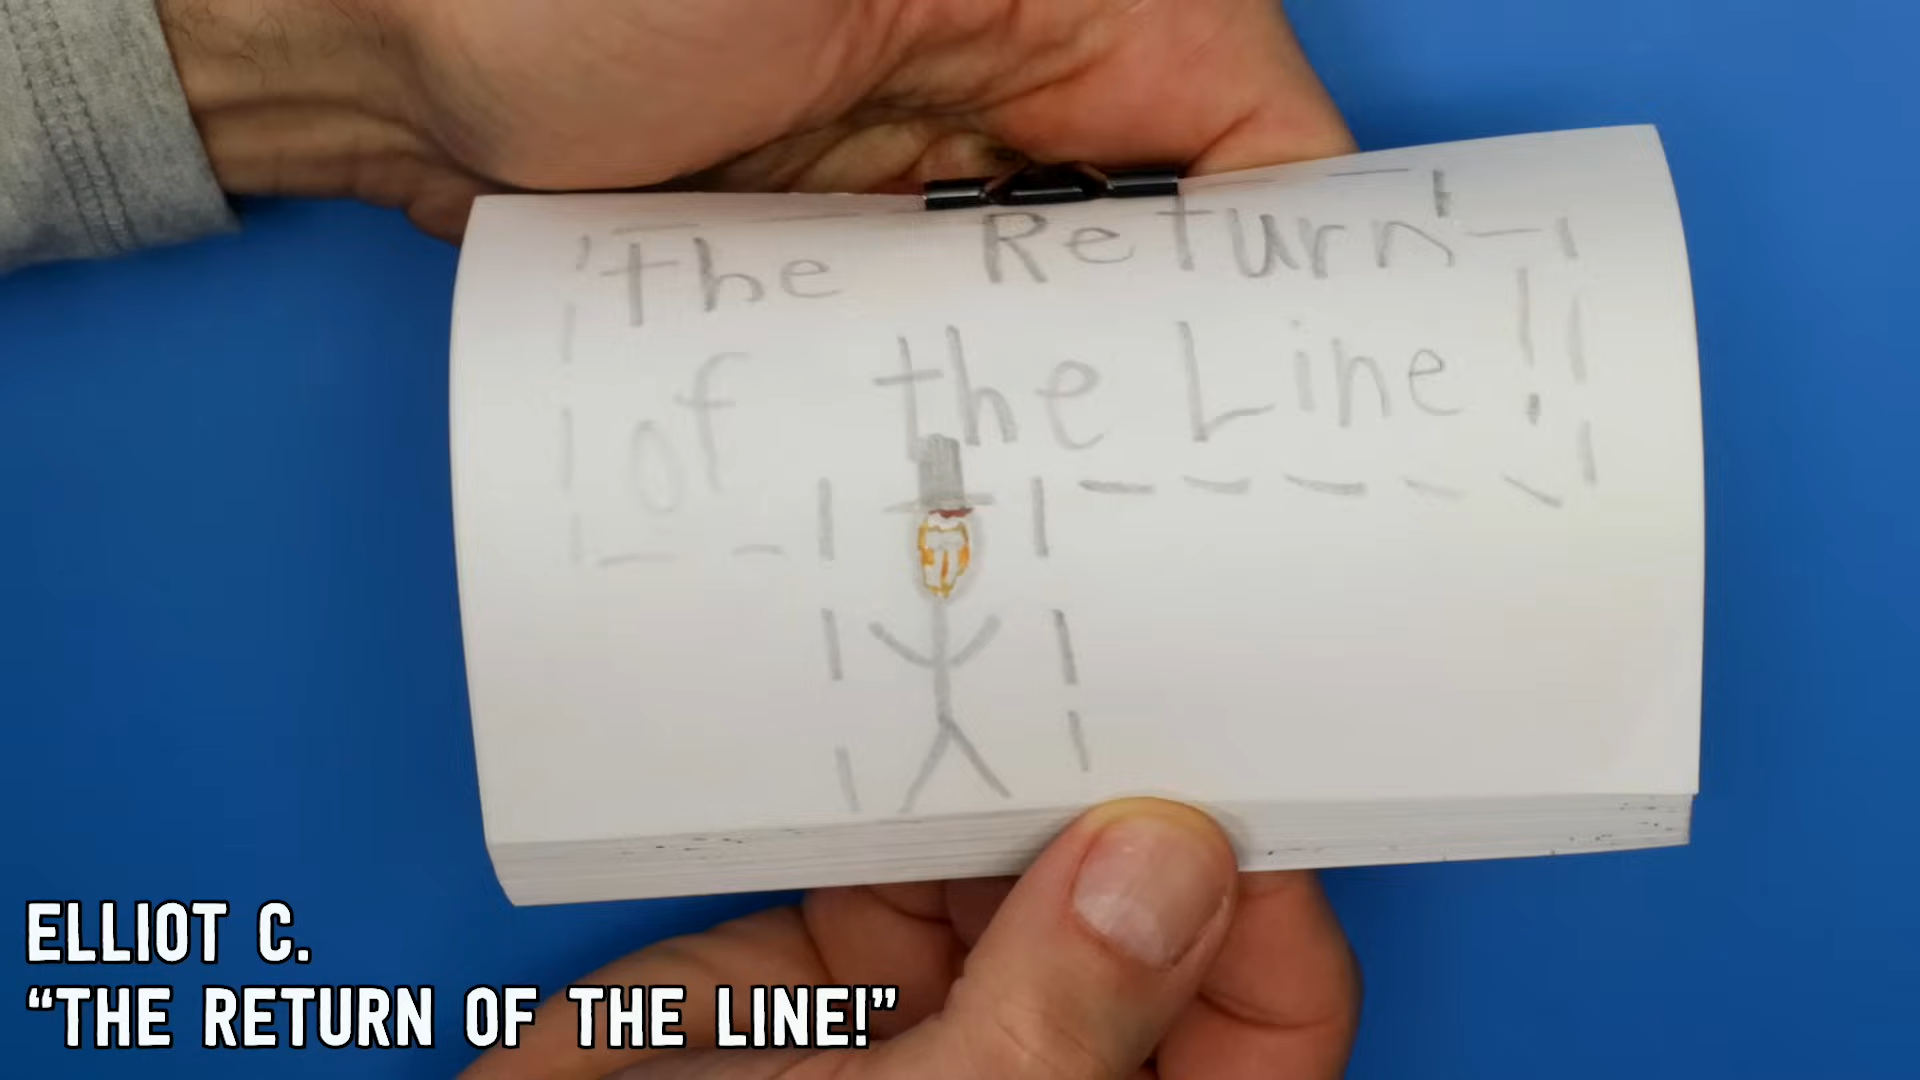 The Return
of the Line!
ELLIOT C.
“THE RETURN OF THE LINE!”